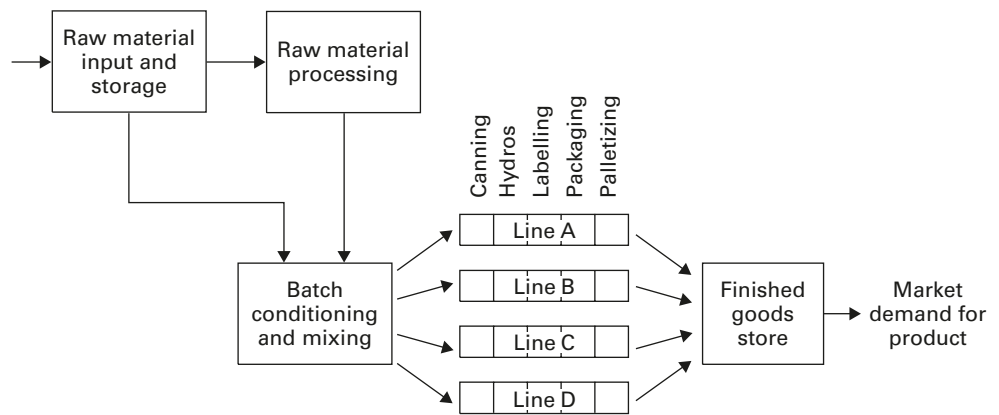 Raw material
input and
storage
Raw material
processing
Canning
Hydros
Labelling
Packaging
Palletizing
Line A
Line B
Line C
Line D
Batch
conditioning
and mixing
Finished
goods
store
Market
demand for
product